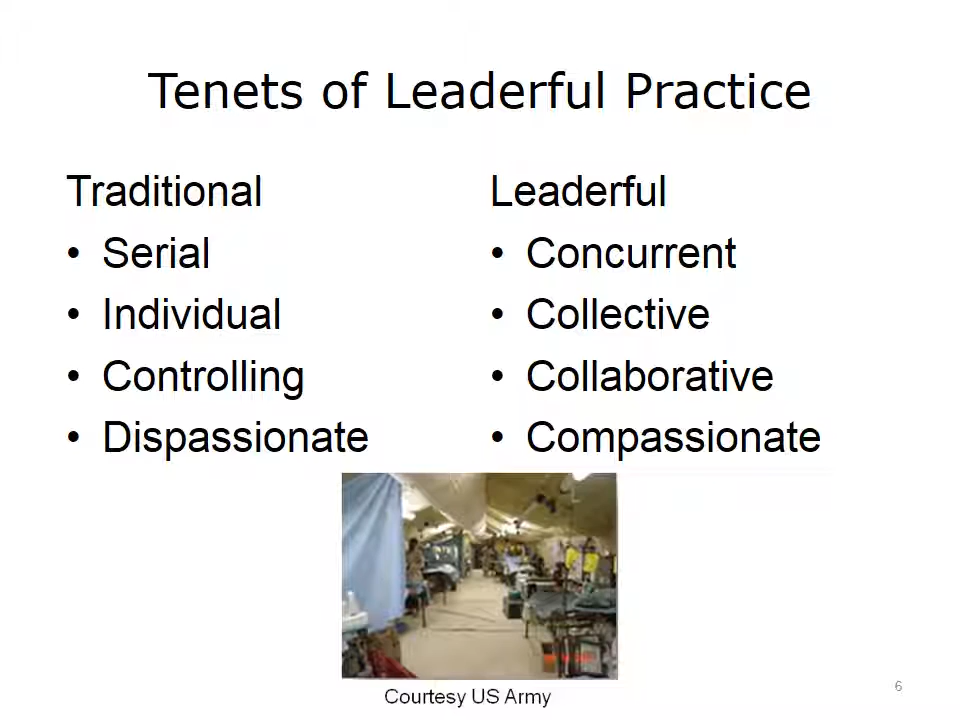 Tenets of Leaderful Practice
Traditional
• Serial
• Individual
• Controlling
• Dispassionate
Leaderful
• Concurrent
• Collective
• Collaborative
• Compassionate
Courtesy US Army
6